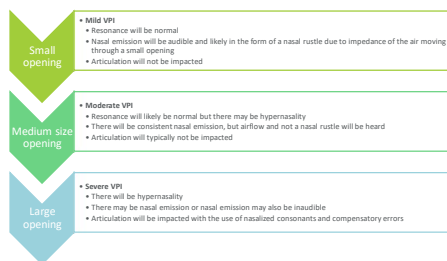 Small
opening
• Mild VPI
• Resonance will be normal
• Nasal emission will be audible and likely in the form of a nasal rustle due to impedance of the air moving
through a small opening
• Articulation will not be impacted
Medium size
opening
• Moderate VPI
• Resonance will likely be normal but there may be hypernasality
• There will be consistent nasal emission, but airflow and not a nasal rustle will be heard
• Articulation will typically not be impacted
Large
opening
• Severe VPI
• There will be hypernasality
• There may be nasal emission or nasal emission may also be inaudible
• Articulation will be impacted with the use of nasalized consonants and compensatory errors